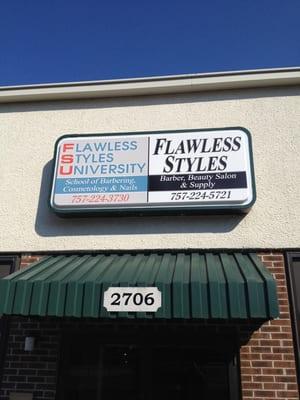 FLAWLESS
STYLES
UNIVERSITY
School of Barbering,
Cosmetology & Nails
757-224-3730
FLAWLESS
STYLES
Barber, Beauty Salon
& Supply
757-224-5721
2706